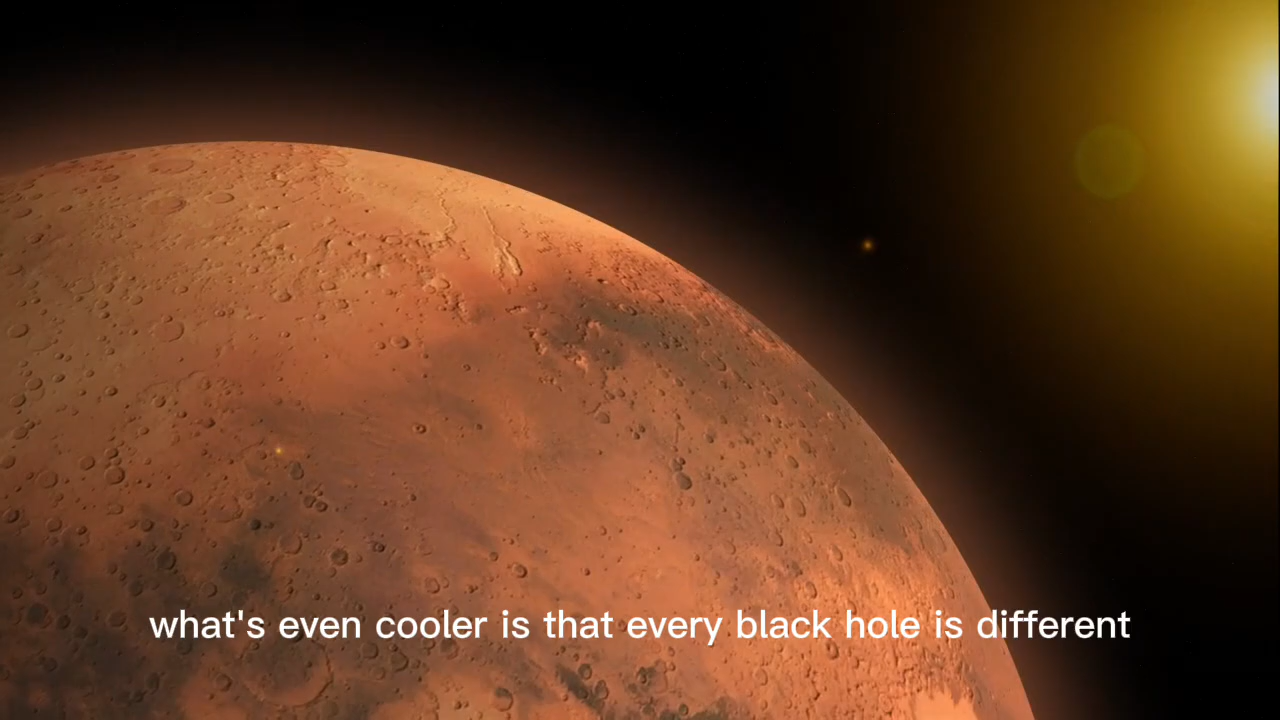 what's even cooler is that every black hole is different